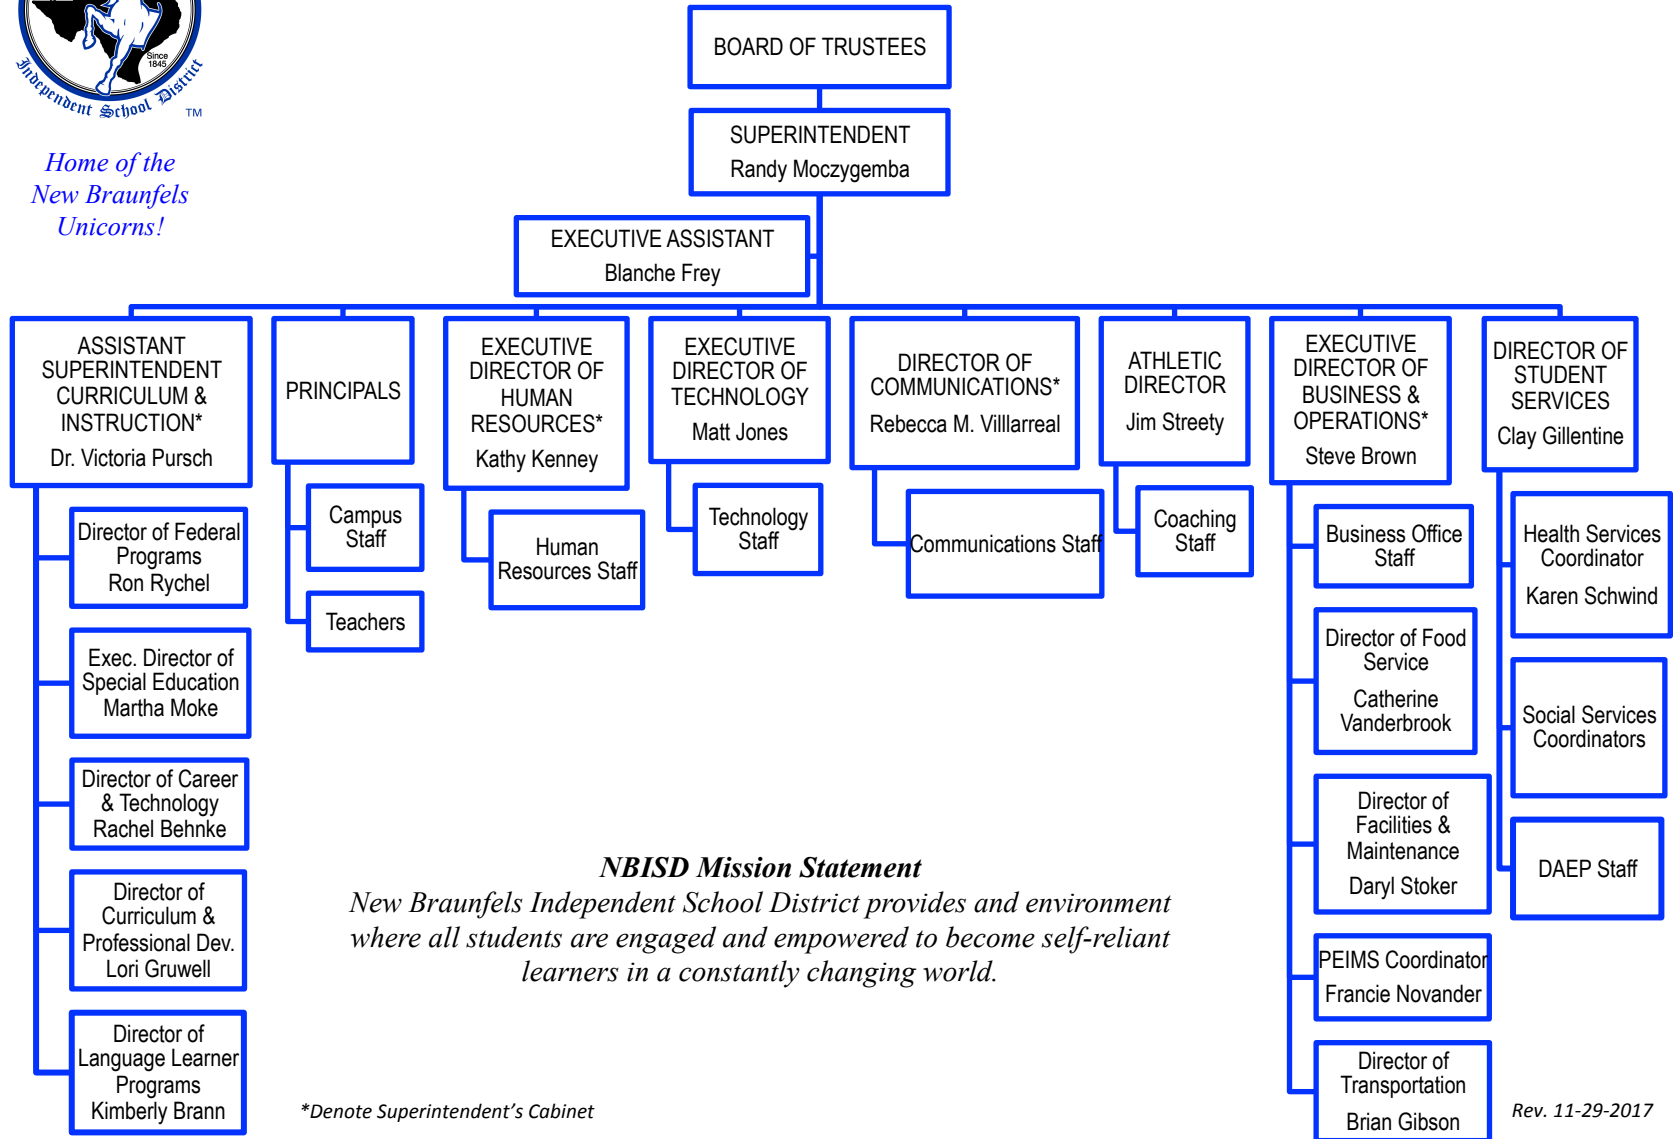 Since
1845
Independent School District
TM
Home of the
New Braunfels
Unicorns!
BOARD OF TRUSTEES
SUPERINTENDENT
Randy Moczygemba
EXECUTIVE ASSISTANT
Blanche Frey
ASSISTANT
SUPERINTENDENT
CURRICULUM &
INSTRUCTION*
Dr. Victoria Pursch
PRINCIPALS
EXECUTIVE
DIRECTOR OF
HUMAN
RESOURCES*
Kathy Kenney
EXECUTIVE
DIRECTOR OF
TECHNOLOGY
Matt Jones
DIRECTOR OF
COMMUNICATIONS*
Rebecca M. Villlarreal
ATHLETIC
DIRECTOR
Jim Streety
EXECUTIVE
DIRECTOR OF
BUSINESS &
OPERATIONS*
Steve Brown
DIRECTOR OF
STUDENT
SERVICES
Clay Gillentine
Director of Federal
Programs
Ron Rychel
Exec. Director of
Special Education
Martha Moke
Director of Career
& Technology
Rachel Behnke
Director of
Curriculum &
Professional Dev.
Lori Gruwell
Director of
Language Learner
Programs
Kimberly Brann
Campus
Staff
Teachers
Human
Resources Staff
Technology
Staff
Communications Staff
Coaching
Staff
Business Office
Staff
Director of Food
Service
Catherine
Vanderbrook
Director of
Facilities &
Maintenance
Daryl Stoker
PEIMS Coordinator
Francie Novander
Director of
Transportation
Brian Gibson
Health Services
Coordinator
Karen Schwind
Social Services
Coordinators
DAEP Staff
NBISD Mission Statement
New Braunfels Independent School District provides and environment
where all students are engaged and empowered to become self-reliant
learners in a constantly changing world.
*Denote Superintendent's Cabinet
Rev. 11-29-2017